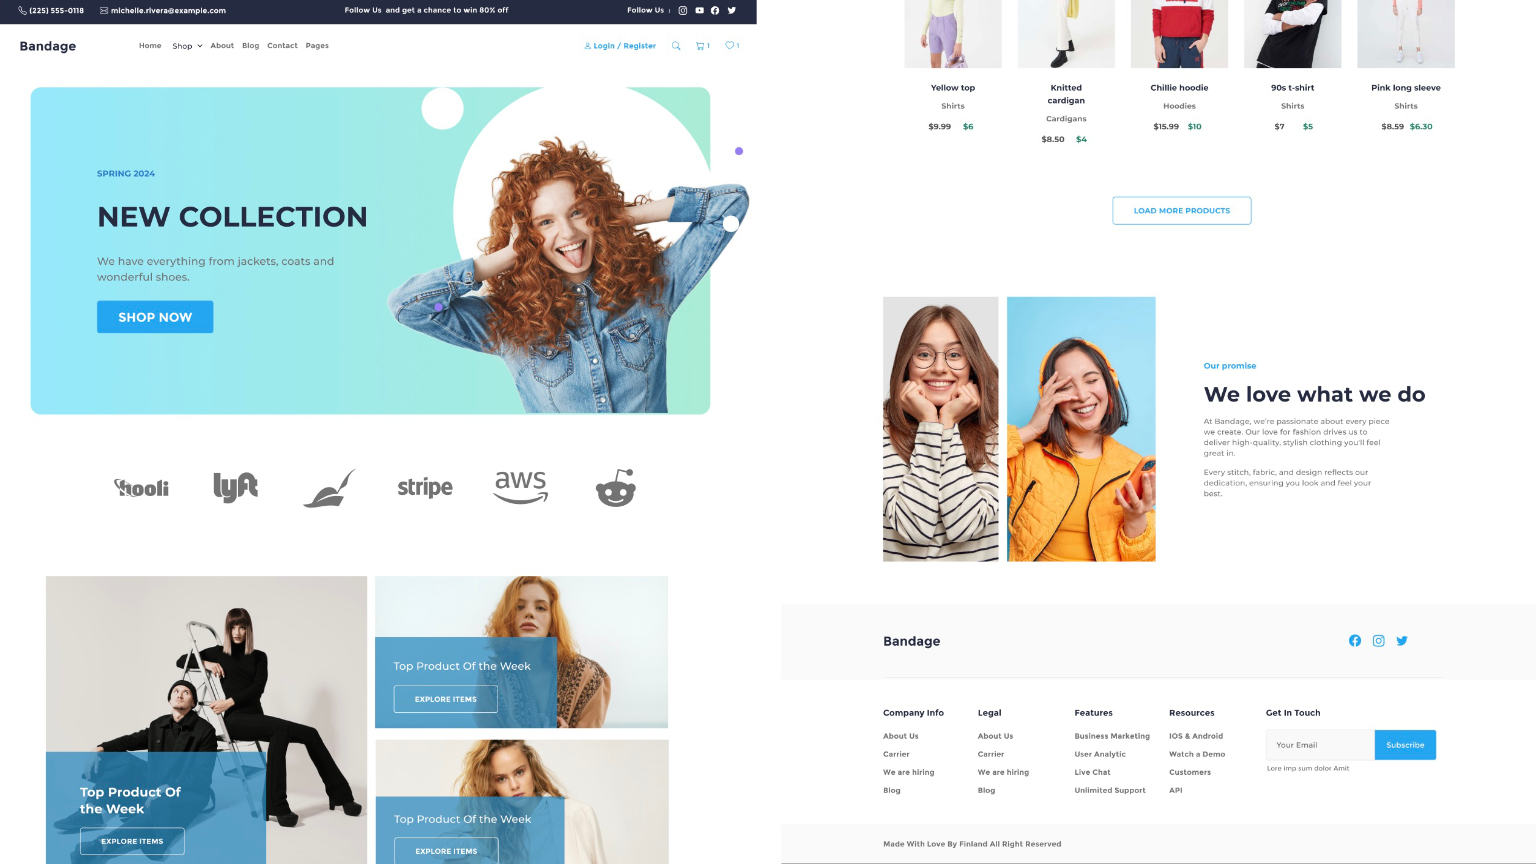 (225) 555-0118
michelle.rivera@example.com
Follow Us and get a chance to win 80% off
Follow Us :
Bandage
Home Shop About Blog Contact Pages
Login / Register
1
1
SPRING 2024
NEW COLLECTION
We have everything from jackets, coats and
wonderful shoes.
SHOP NOW
hooli
lyft
stripe
aws
Top Product Of
the Week
EXPLORE ITEMS
Top Product Of the Week
EXPLORE ITEMS
Top Product Of the Week
EXPLORE ITEMS
Yellow top
Shirts
$9.99 $6
Knitted
cardigan
Cardigans
$8.50 $4
Chillie hoodie
Hoodies
$15.99 $10
90s t-shirt
Shirts
$7 $5
Pink long sleeve
Shirts
$8.59 $6.30
LOAD MORE PRODUCTS
Our promise
We love what we do
At Bandage, we're passionate about every piece
we create. Our love for fashion drives us to
deliver high-quality, stylish clothing you'll feel
great in.
Every stitch, fabric, and design reflects our
dedication, ensuring you look and feel your
best.
Bandage
Company Info
About Us
Carrier
We are hiring
Blog
Legal
About Us
Carrier
We are hiring
Blog
Features
Business Marketing
User Analytic
Live Chat
Unlimited Support
Resources
IOS & Android
Watch a Demo
Customers
API
Get In Touch
Your Email
Subscribe
Lore imp sum dolor Amit
Made With Love By Finland All Right Reserved